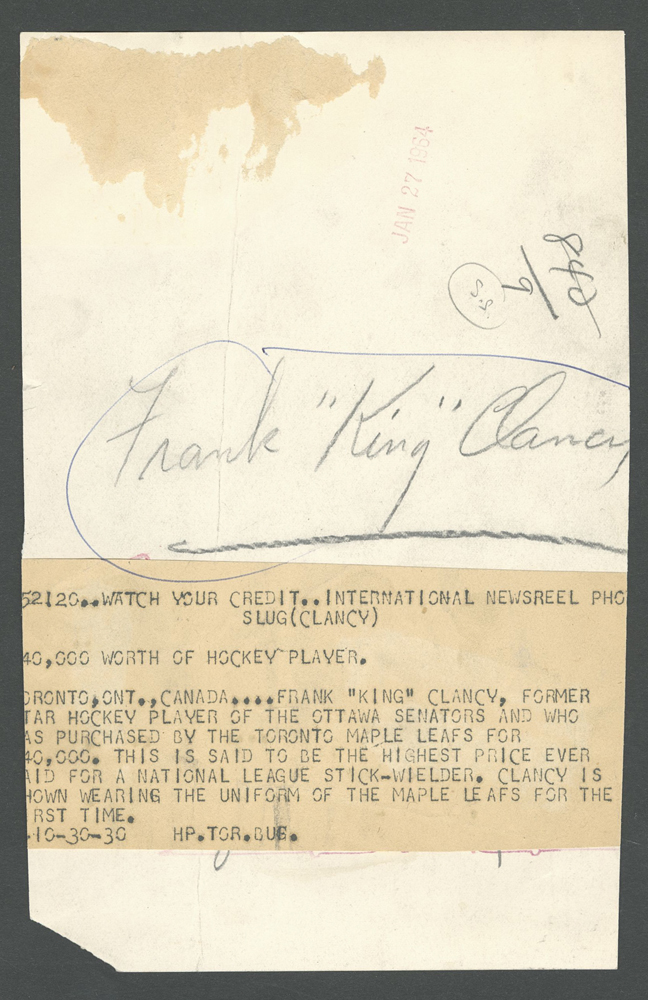 JAN 27 1964
845/9
S.S.
Frank "King" Clancy
52120..WATCH YOUR CREDIT..INTERNATIONAL NEWSREEL PHO
SLUG(CLANCY)
40,000 WORTH OF HOCKEY PLAYER.
ORONTO,ONT.,CANADA....FRANK "KING" CLANCY, FORMER
TAR HOCKEY PLAYER OF THE OTTAWA SENATORS AND WHO
AS PURCHASED BY THE TORONTO MAPLE LEAFS FOR
40,000. THIS IS SAID TO BE THE HIGHEST PRICE EVER
AID FOR A NATIONAL LEAGUE STICK-WIELDER. CLANCY IS
HOWN WEARING THE UNIFORM OF THE MAPLE LEAFS FOR THE
RST TIME.
-10-30-30 HP.TOR.BUB.